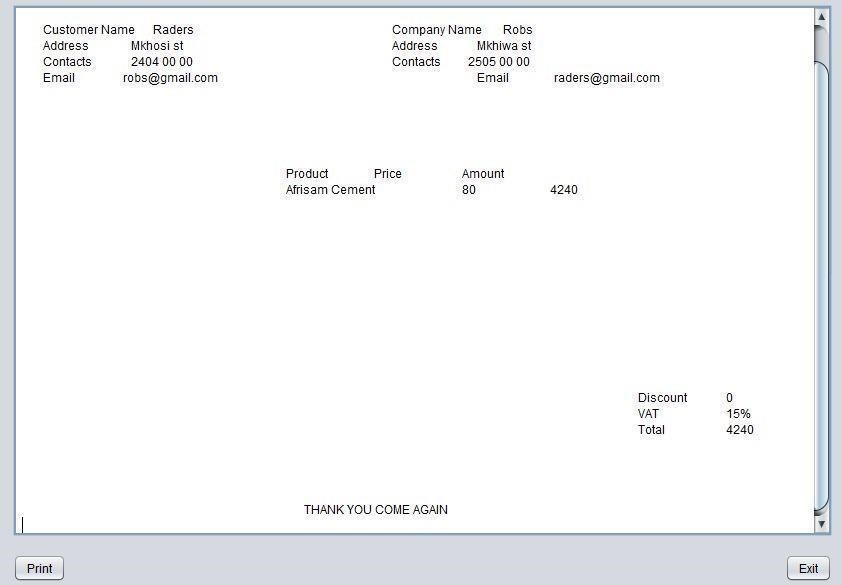 Customer Name Raders Company Name Robs
Address Mkhosi st Address Mkhiwa st
Contacts 2404 00 00 Contacts 2505 00 00
Email robs@gmail.com Email raders@gmail.com
Product Price Amount
Afrisam Cement 80 4240
Discount 0
VAT 15%
Total 4240
THANK YOU COME AGAIN
Print Exit